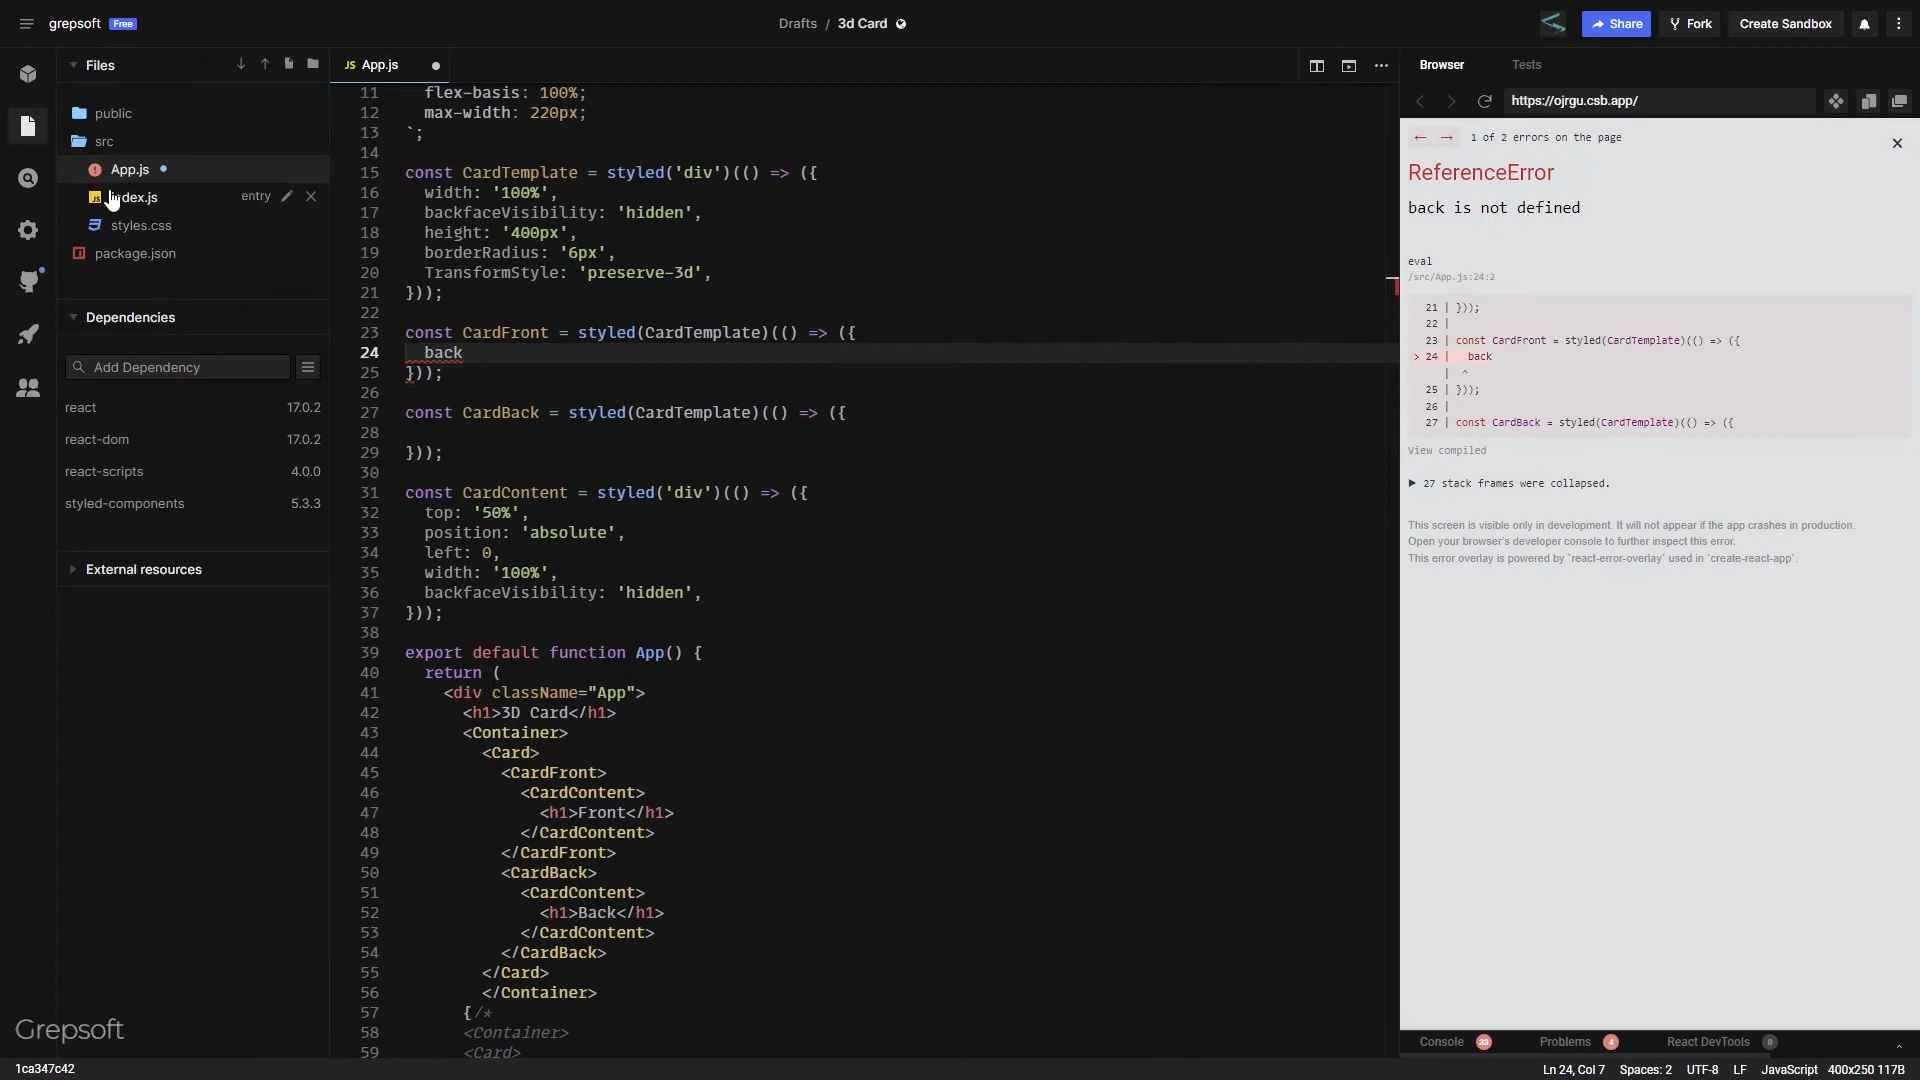 grepsoft Free
Drafts / 3d Card
Share
Fork
Create Sandbox
Files
public
src
App.js
index.js entry
styles.css
package.json
Dependencies
Add Dependency
react 17.0.2
react-dom 17.0.2
react-scripts 4.0.0
styled-components 5.3.3
External resources
Grepsoft
1ca347c42
JS App.js
11 flex-basis: 100%;
12 max-width: 220px;
13 `;
14
15 const CardTemplate = styled('div')(() => ({
16 width: '100%',
17 backfaceVisibility: 'hidden',
18 height: '400px',
19 borderRadius: '6px',
20 TransformStyle: 'preserve-3d',
21 }));
22
23 const CardFront = styled(CardTemplate)(() => ({
24 back
25 }));
26
27 const CardBack = styled(CardTemplate)(() => ({
28
29 }));
30
31 const CardContent = styled('div')(() => ({
32 top: '50%',
33 position: 'absolute',
34 left: 0,
35 width: '100%',
36 backfaceVisibility: 'hidden',
37 }));
38
39 export default function App() {
40 return (
41 <div className="App">
42 <h1>3D Card</h1>
43 <Container>
44 <Card>
45 <CardFront>
46 <CardContent>
47 <h1>Front</h1>
48 </CardContent>
49 </CardFront>
50 <CardBack>
51 <CardContent>
52 <h1>Back</h1>
53 </CardContent>
54 </CardBack>
55 </Card>
56 </Container>
57 {/*
58 <Container>
59 <Card>
Browser Tests
https://ojrgu.csb.app/
← → 1 of 2 errors on the page
ReferenceError
back is not defined
eval
/src/App.js:24:2
21 | }));
22 |
23 | const CardFront = styled(CardTemplate)(() => ({
> 24 | back
| ^
25 | }));
26 |
27 | const CardBack = styled(CardTemplate)(() => ({
View compiled
▶ 27 stack frames were collapsed.
This screen is visible only in development. It will not appear if the app crashes in production.
Open your browser's developer console to further inspect this error.
This error overlay is powered by `react-error-overlay` used in `create-react-app`.
Console 33 Problems 4 React DevTools 0
Ln 24, Col 7 Spaces: 2 UTF-8 LF JavaScript 400x250 117B